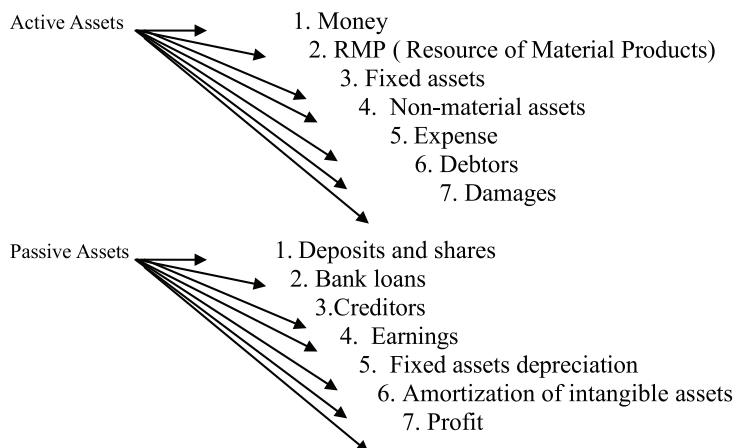 Active Assets
1. Money
2. RMP ( Resource of Material Products)
3. Fixed assets
4. Non-material assets
5. Expense
6. Debtors
7. Damages
Passive Assets
1. Deposits and shares
2. Bank loans
3.Creditors
4. Earnings
5. Fixed assets depreciation
6. Amortization of intangible assets
7. Profit